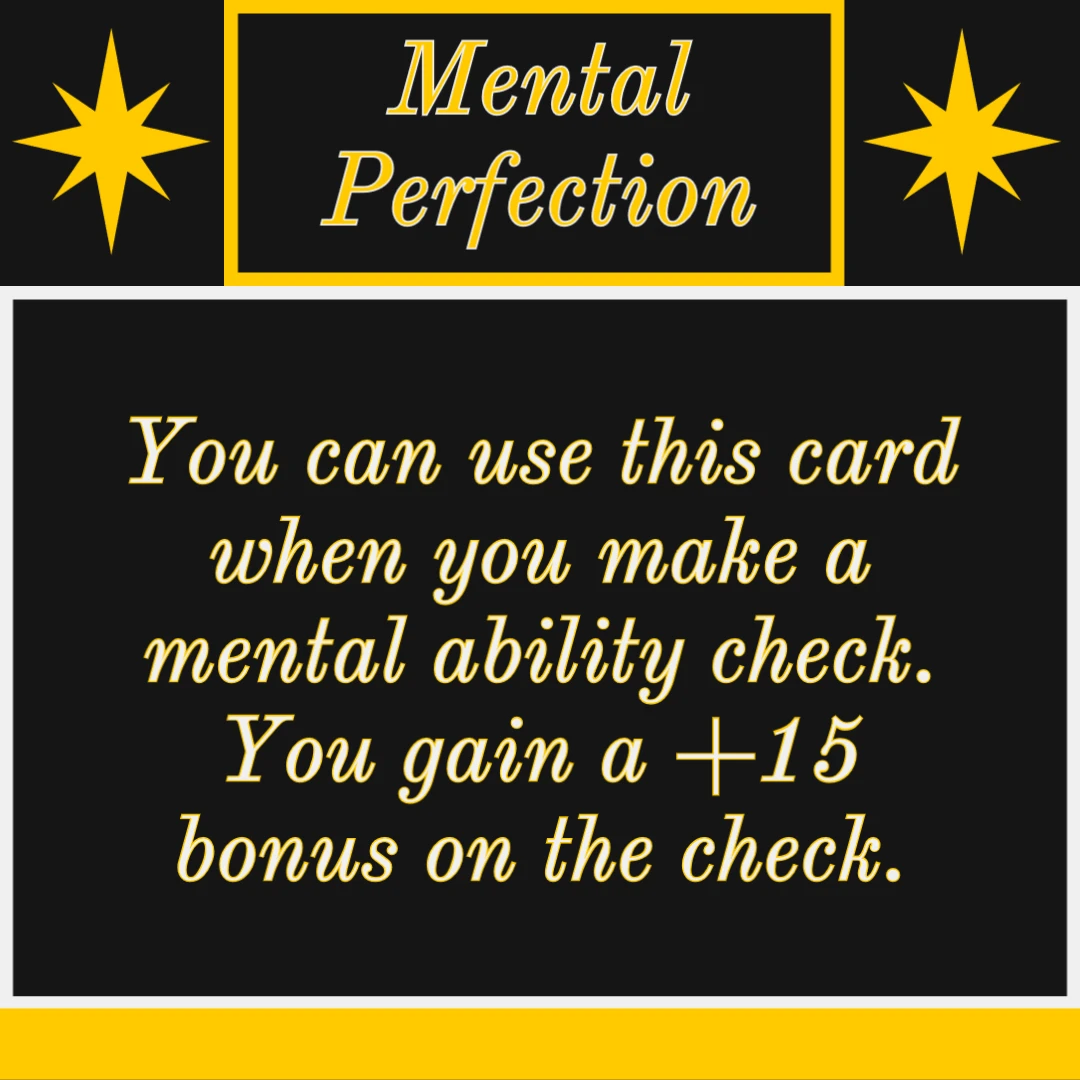 Mental
Perfection
You can use this card
when you make a
mental ability check.
You gain a +15
bonus on the check.